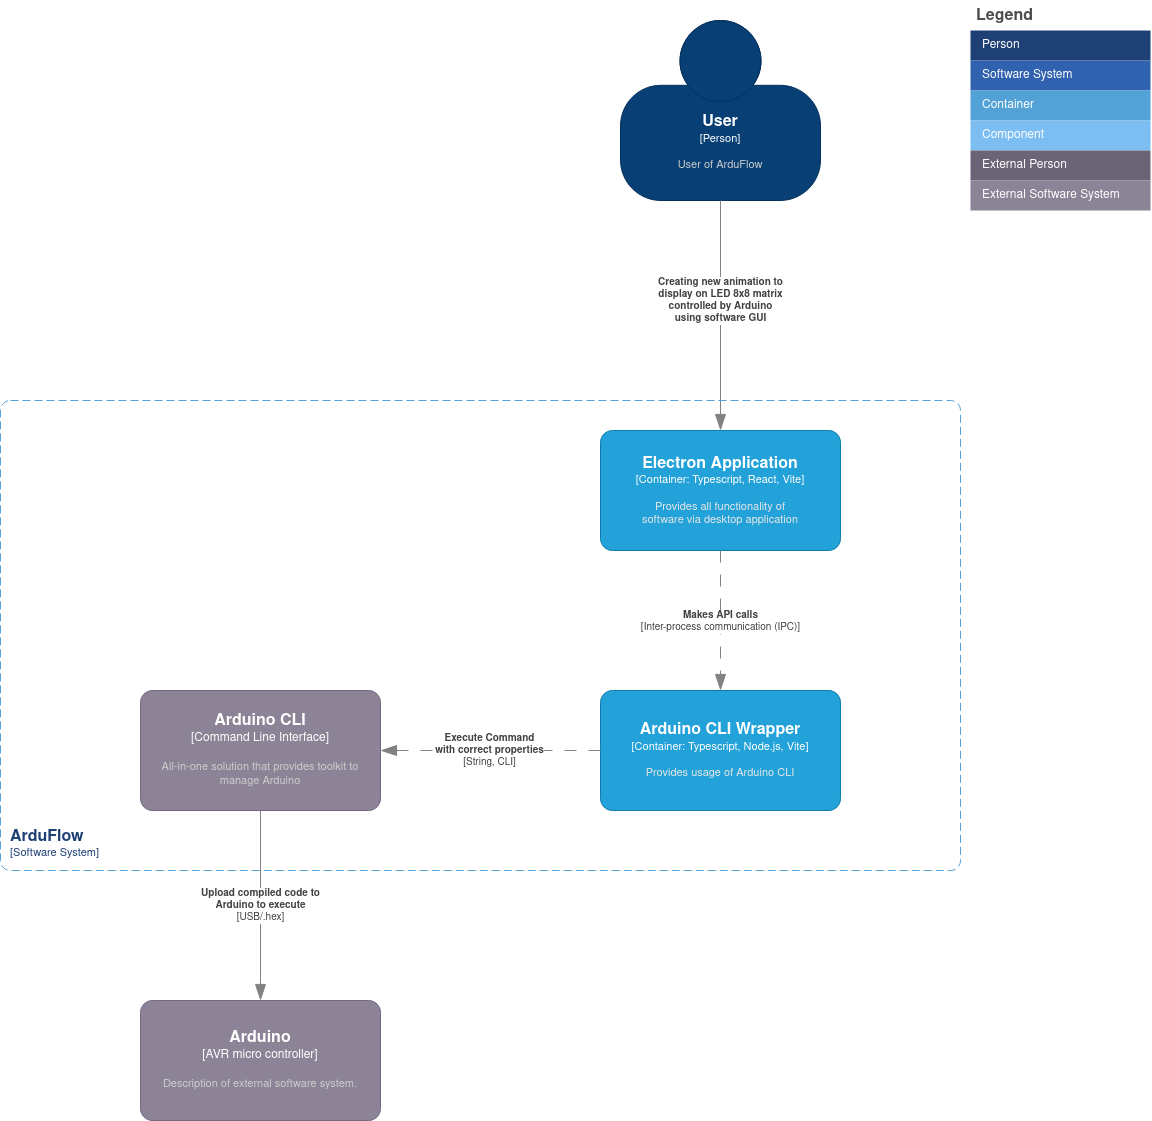 Legend
Person
Software System
Container
Component
External Person
External Software System
User
[Person]
User of ArduFlow
Creating new animation to
display on LED 8x8 matrix
controlled by Arduino
using software GUI
Electron Application
[Container: Typescript, React, Vite]
Provides all functionality of
software via desktop application
Makes API calls
[Inter-process communication (IPC)]
Arduino CLI Wrapper
[Container: Typescript, Node.js, Vite]
Provides usage of Arduino CLI
Execute Command
with correct properties
[String, CLI]
Arduino CLI
[Command Line Interface]
All-in-one solution that provides toolkit to
manage Arduino
ArduFlow
[Software System]
Upload compiled code to
Arduino to execute
[USB/.hex]
Arduino
[AVR micro controller]
Description of external software system.